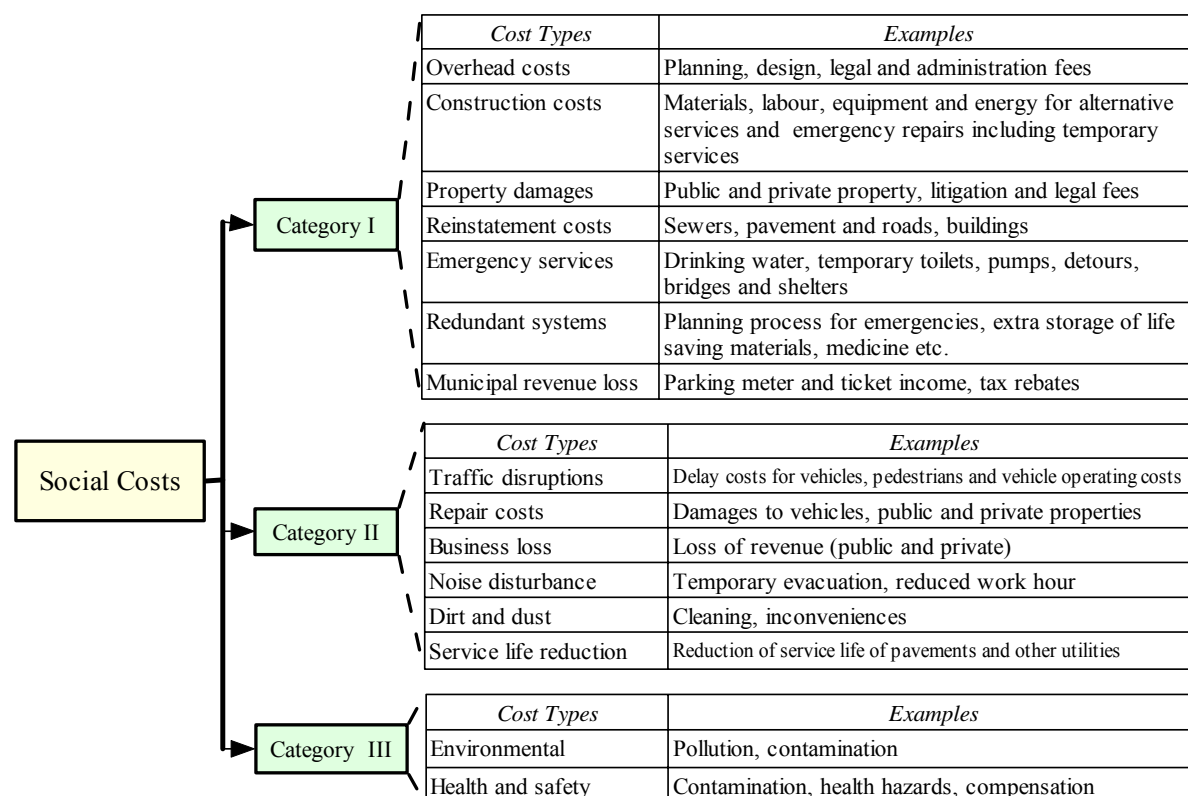 Cost Types Examples
Overhead costs Planning, design, legal and administration fees
Construction costs Materials, labour, equipment and energy for alternative
services and emergency repairs including temporary
services
Property damages Public and private property, litigation and legal fees
Reinstatement costs Sewers, pavement and roads, buildings
Emergency services Drinking water, temporary toilets, pumps, detours,
bridges and shelters
Redundant systems Planning process for emergencies, extra storage of life
saving materials, medicine etc.
Municipal revenue loss Parking meter and ticket income, tax rebates
Category I
Social Costs
Cost Types Examples
Traffic disruptions Delay costs for vehicles, pedestrians and vehicle operating costs
Repair costs Damages to vehicles, public and private properties
Business loss Loss of revenue (public and private)
Noise disturbance Temporary evacuation, reduced work hour
Dirt and dust Cleaning, inconveniences
Service life reduction Reduction of service life of pavements and other utilities
Category II
Cost Types Examples
Environmental Pollution, contamination
Health and safety Contamination, health hazards, compensation
Category III